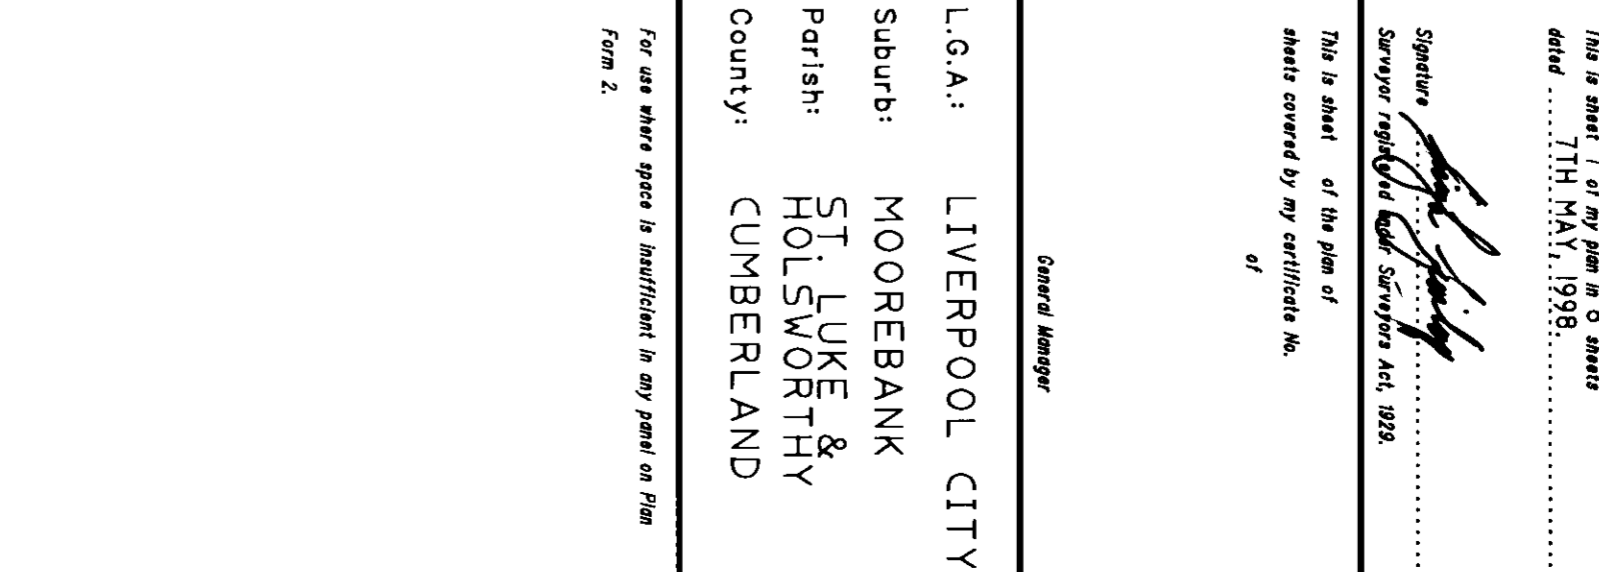 This is sheet 1 of my plan in 8 sheets
dated 7TH MAY, 1998.
Signature
Surveyor registered under Surveyors Act, 1929.
This is sheet of the plan of
sheets covered by my certificate No.
of
General Manager
L.G.A.: LIVERPOOL CITY
Suburb: MOOREBANK
Parish: ST. LUKE &
HOLSWORTHY
County: CUMBERLAND
For use where space is insufficient in any panel on Plan
Form 2.